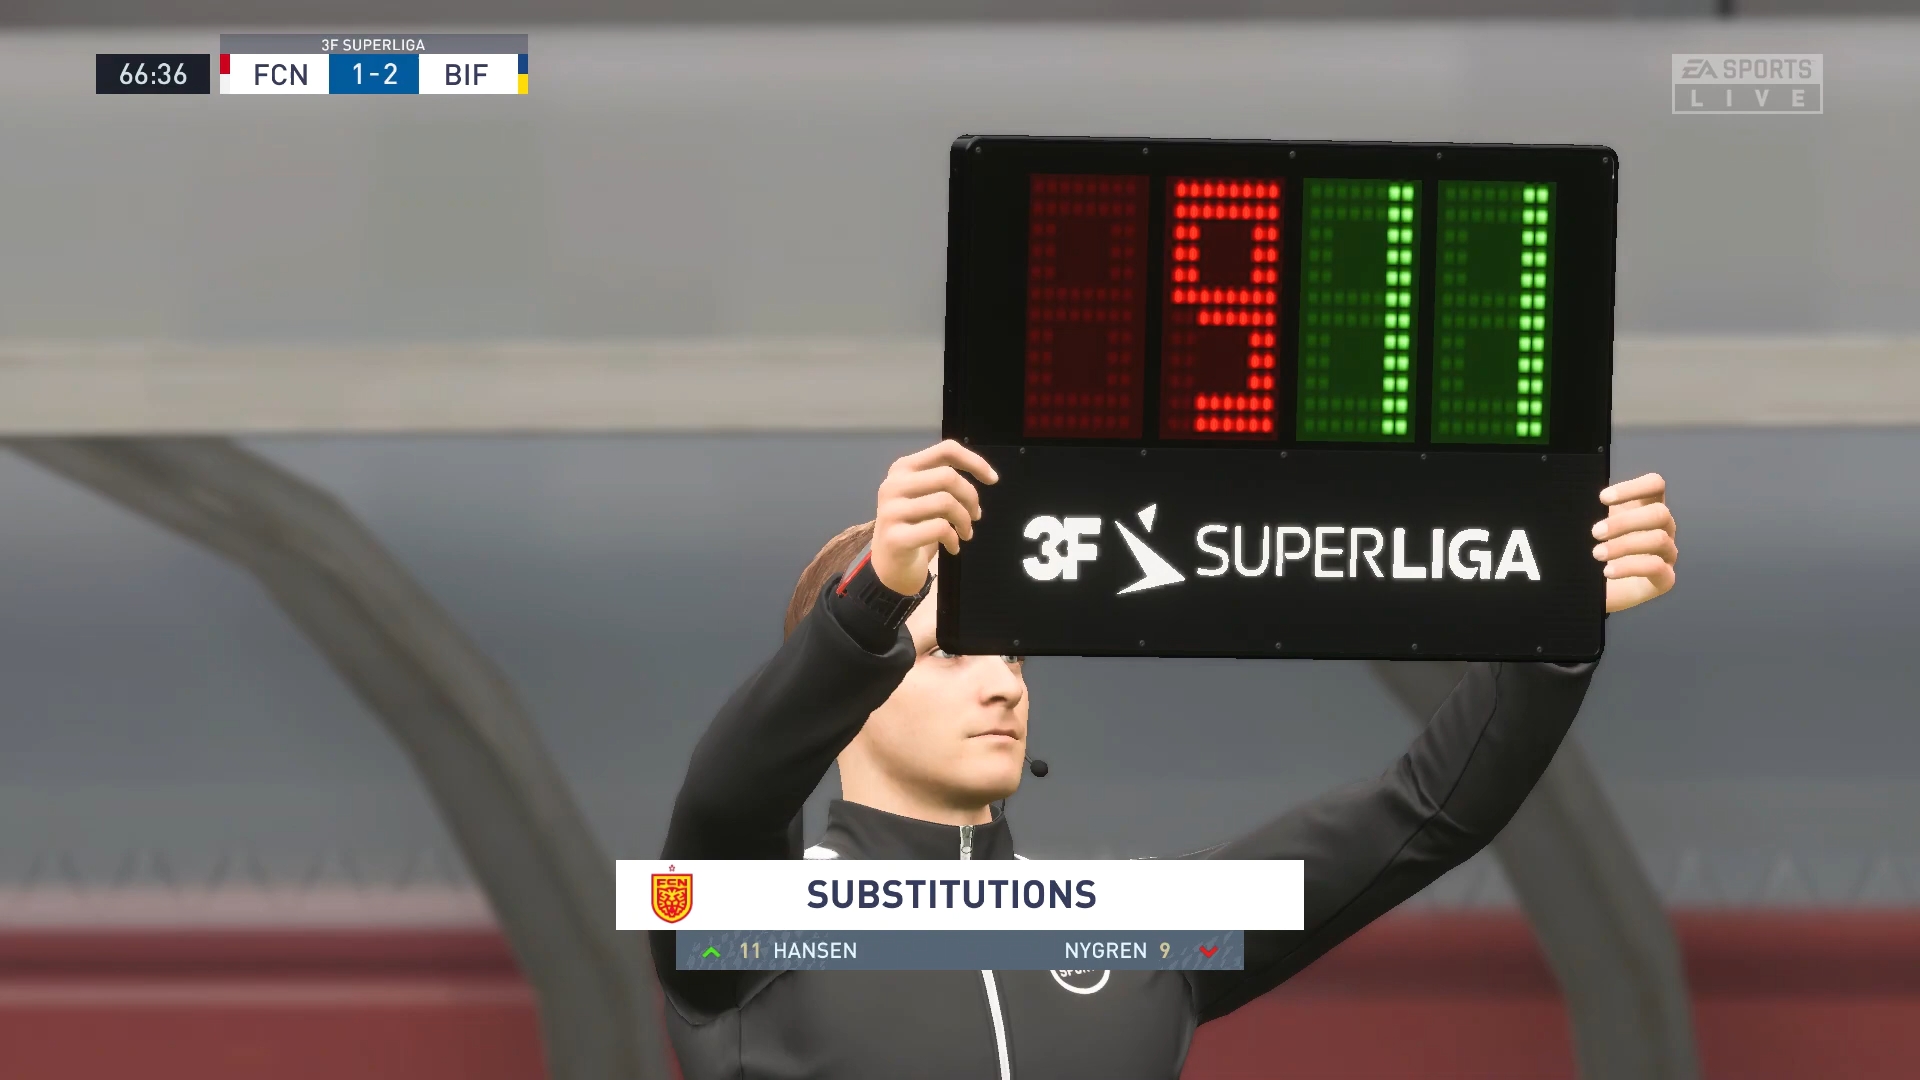 3F SUPERLIGA
66:36 FCN 1-2 BIF
EA SPORTS
LIVE
9 11
3F SUPERLIGA
FCN
SUBSTITUTIONS
11 HANSEN NYGREN 9